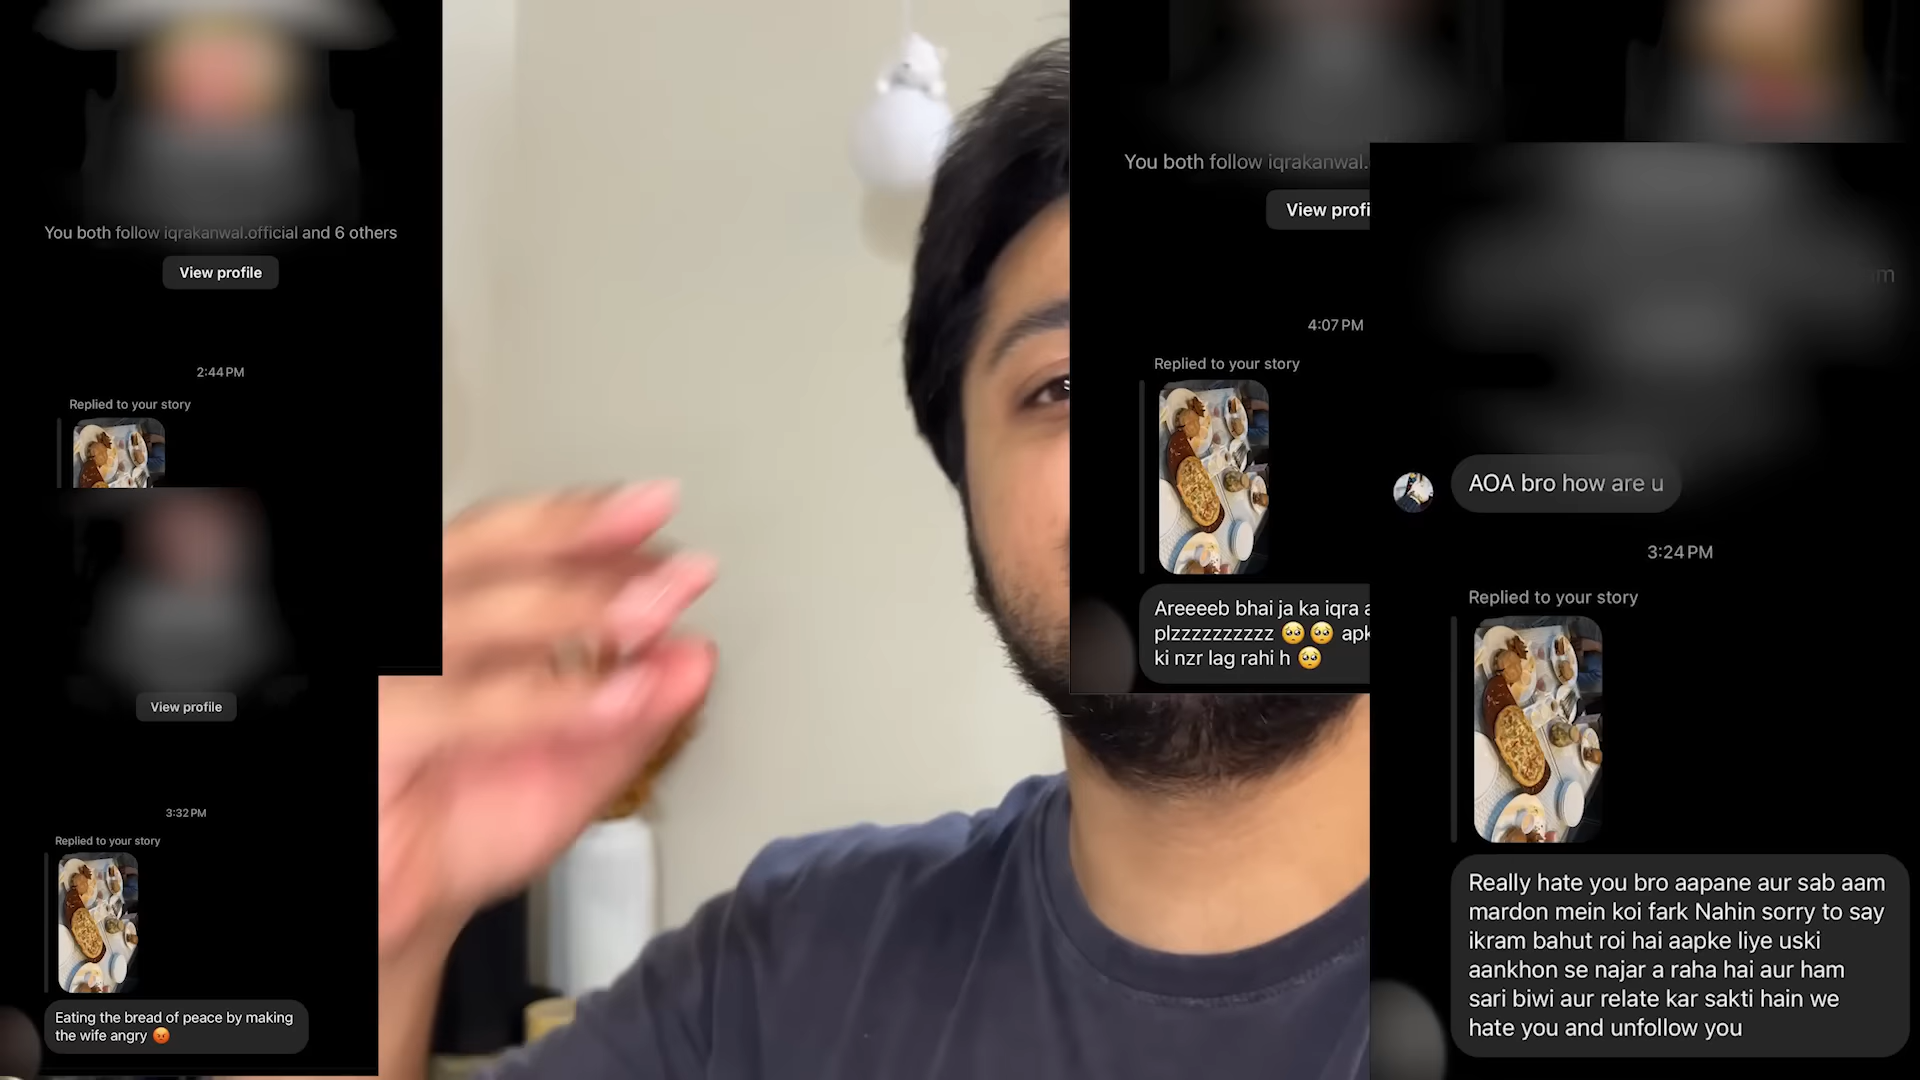 You both follow iqrakanwal.official and 6 others
View profile
2:44 PM
Replied to your story
View profile
3:32 PM
Replied to your story
Eating the bread of peace by making
the wife angry 😡
You both follow iqrakanwal.
View profi
4:07 PM
Replied to your story
Areeeeb bhai ja ka iqra a
plzzzzzzzzzz 🥺🥺 apk
ki nzr lag rahi h 🥺
AOA bro how are u
3:24 PM
Replied to your story
Really hate you bro aapane aur sab aam
mardon mein koi fark Nahin sorry to say
ikram bahut roi hai aapke liye uski
aankhon se najar a raha hai aur ham
sari biwi aur relate kar sakti hain we
hate you and unfollow you